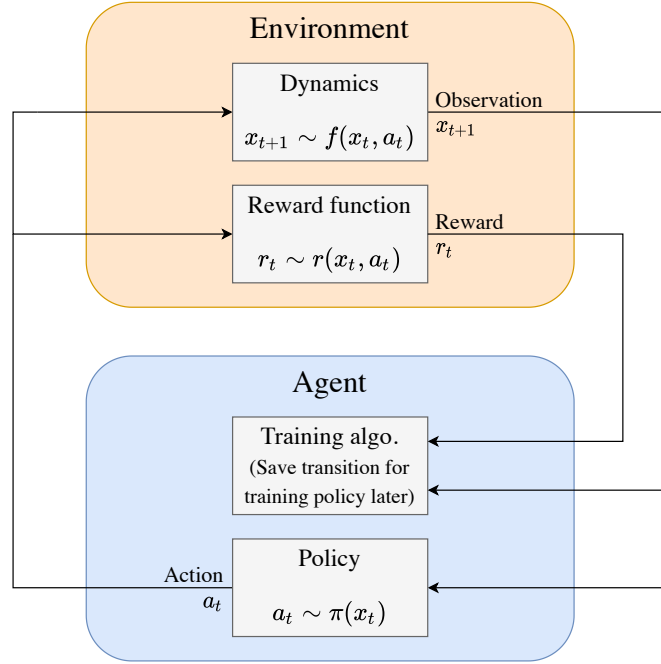 Environment
Dynamics
x_{t+1} ∼ f(x_t, a_t)
Observation
x_{t+1}
Reward function
r_t ∼ r(x_t, a_t)
Reward
r_t
Agent
Training algo.
(Save transition for
training policy later)
Policy
a_t ∼ π(x_t)
Action
a_t